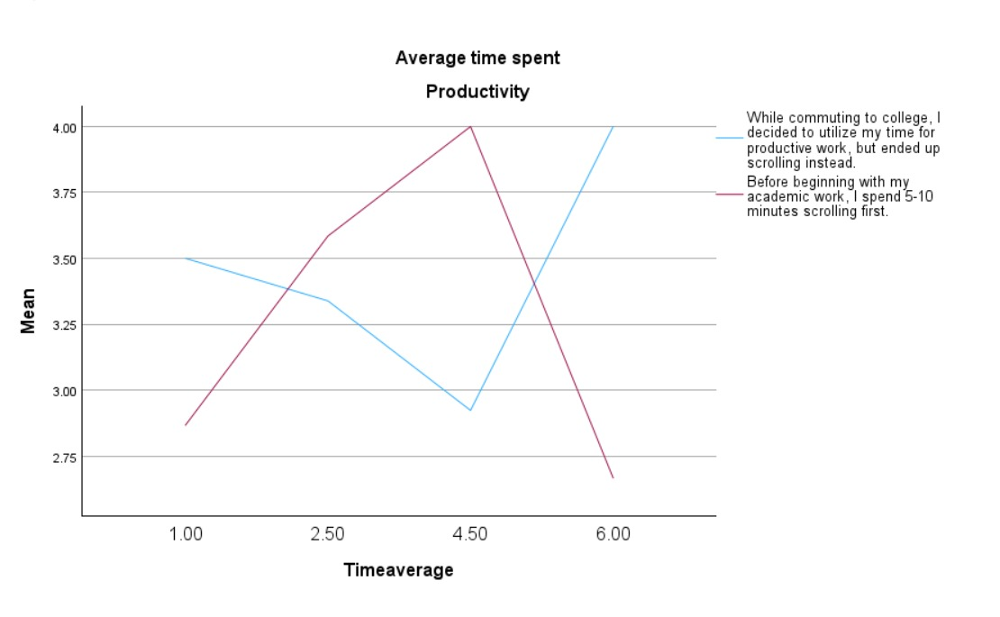 Average time spent
Productivity
4.00
3.75
3.50
3.25
3.00
2.75
Mean
1.00 2.50 4.50 6.00
Timeaverage
While commuting to college, I
decided to utilize my time for
productive work, but ended up
scrolling instead.
Before beginning with my
academic work, I spend 5-10
minutes scrolling first.